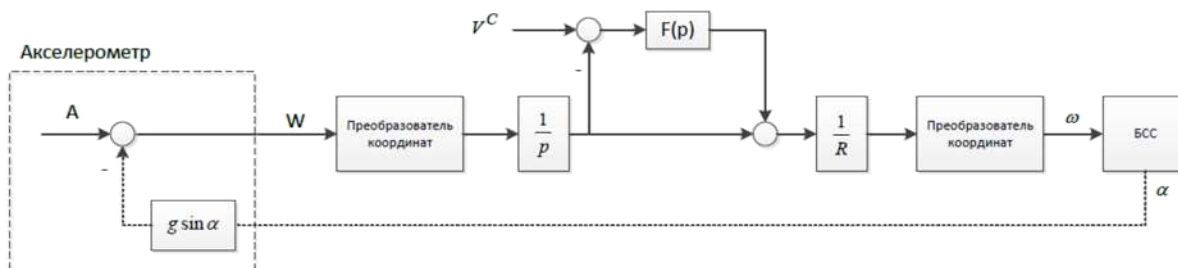 V^C
F(p)
Акселерометр
A
-
-
W
Преобразователь
координат
1
p
1
R
Преобразователь
координат
ω
БСС
α
g sin α